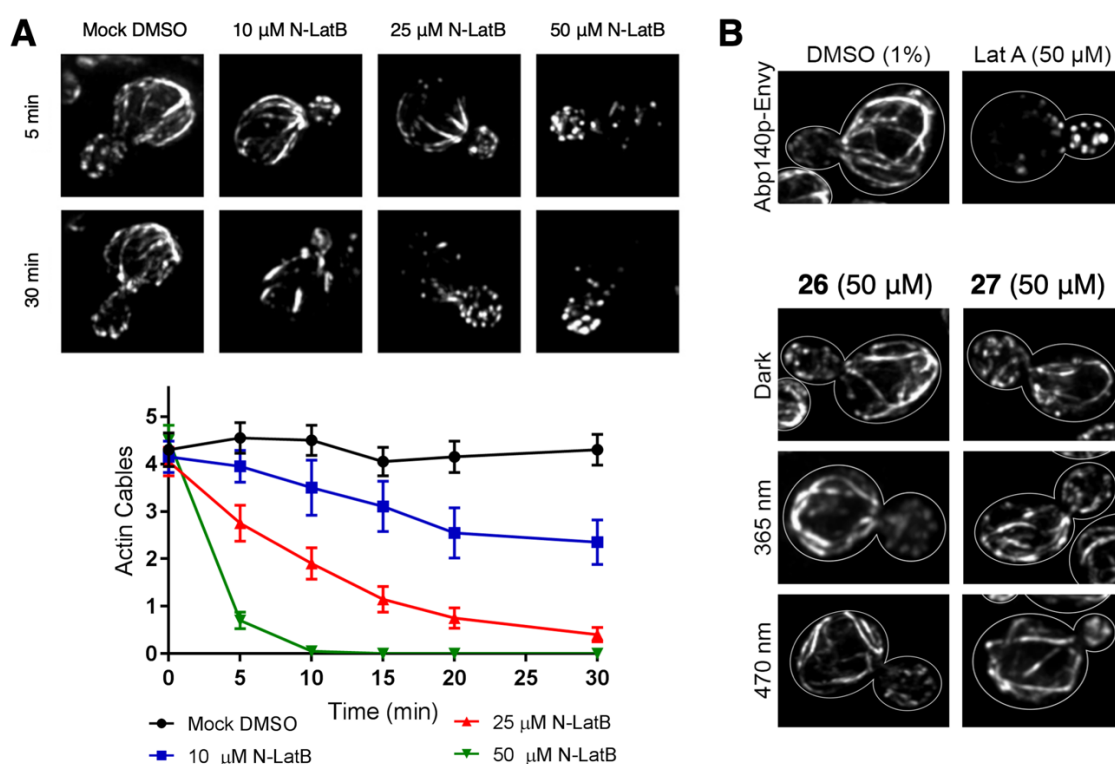 A
Mock DMSO
10 µM N-LatB
25 µM N-LatB
50 µM N-LatB
5 min
30 min
Actin Cables
5
4
3
2
1
0
0
5
10
15
20
25
30
Time (min)
Mock DMSO
10 µM N-LatB
25 µM N-LatB
50 µM N-LatB
B
DMSO (1%)
Lat A (50 µM)
Abp140p-Envy
26 (50 µM)
27 (50 µM)
Dark
365 nm
470 nm